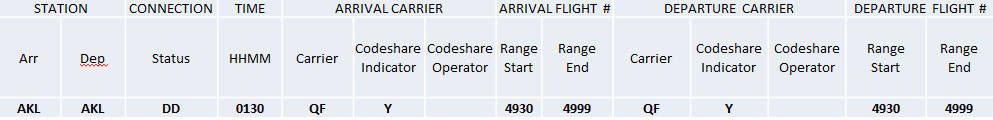 STATION CONNECTION TIME ARRIVAL CARRIER ARRIVAL FLIGHT # DEPARTURE CARRIER DEPARTURE FLIGHT #
Arr Dep Status HHMM Carrier Codeshare Indicator Codeshare Operator Range Start Range End Carrier Codeshare Indicator Codeshare Operator Range Start Range End
AKL AKL DD 0130 QF Y 4930 4999 QF Y 4930 4999